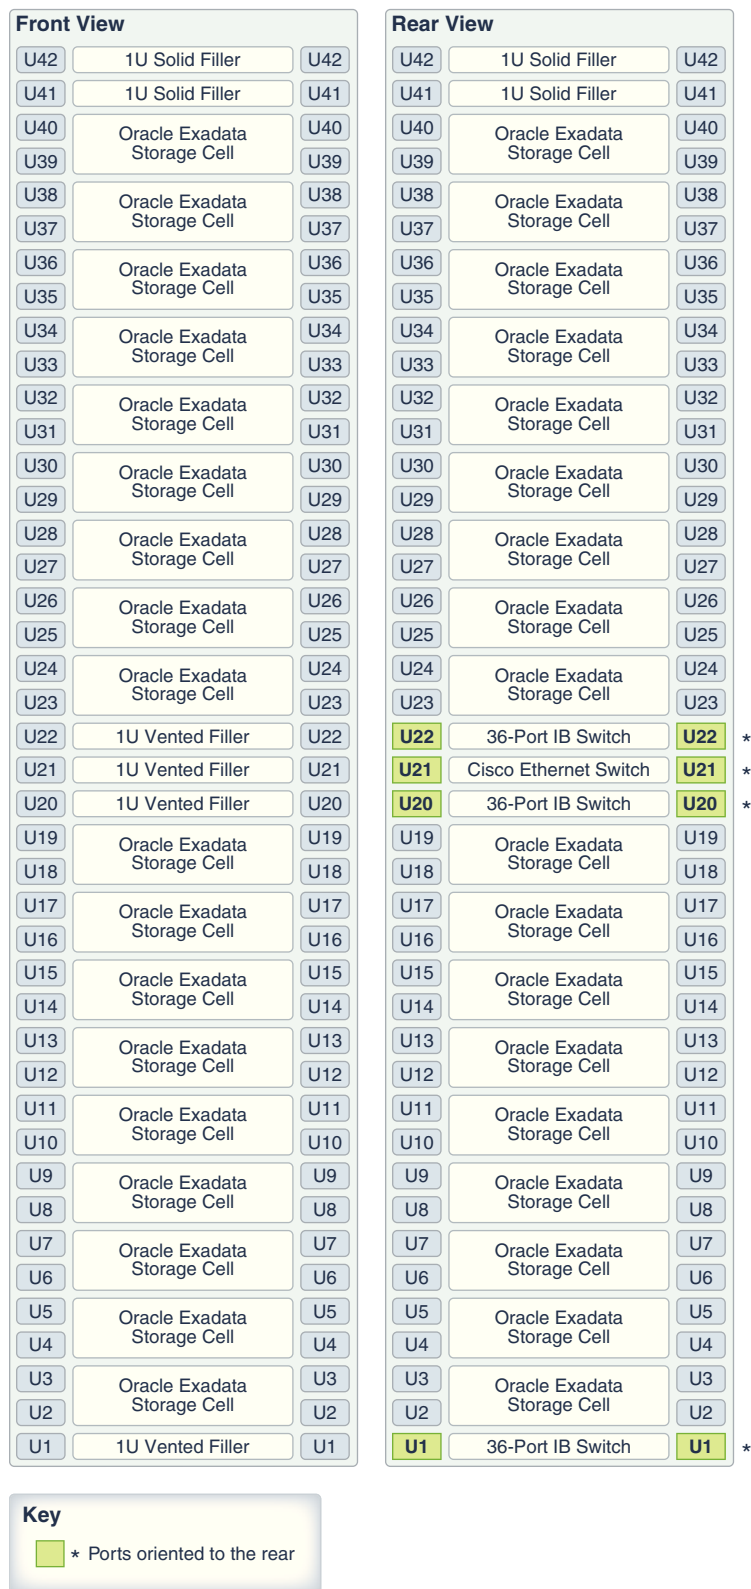 Front View
U42 1U Solid Filler U42
U41 1U Solid Filler U41
U40 Oracle Exadata U40
Storage Cell
U39 U39
U38 Oracle Exadata U38
Storage Cell
U37 U37
U36 Oracle Exadata U36
Storage Cell
U35 U35
U34 Oracle Exadata U34
Storage Cell
U33 U33
U32 Oracle Exadata U32
Storage Cell
U31 U31
U30 Oracle Exadata U30
Storage Cell
U29 U29
U28 Oracle Exadata U28
Storage Cell
U27 U27
U26 Oracle Exadata U26
Storage Cell
U25 U25
U24 Oracle Exadata U24
Storage Cell
U23 U23
U22 1U Vented Filler U22
U21 1U Vented Filler U21
U20 1U Vented Filler U20
U19 Oracle Exadata U19
Storage Cell
U18 U18
U17 Oracle Exadata U17
Storage Cell
U16 U16
U15 Oracle Exadata U15
Storage Cell
U14 U14
U13 Oracle Exadata U13
Storage Cell
U12 U12
U11 Oracle Exadata U11
Storage Cell
U10 U10
U9 Oracle Exadata U9
Storage Cell
U8 U8
U7 Oracle Exadata U7
Storage Cell
U6 U6
U5 Oracle Exadata U5
Storage Cell
U4 U4
U3 Oracle Exadata U3
Storage Cell
U2 U2
U1 1U Vented Filler U1
Rear View
U42 1U Solid Filler U42
U41 1U Solid Filler U41
U40 Oracle Exadata U40
Storage Cell
U39 U39
U38 Oracle Exadata U38
Storage Cell
U37 U37
U36 Oracle Exadata U36
Storage Cell
U35 U35
U34 Oracle Exadata U34
Storage Cell
U33 U33
U32 Oracle Exadata U32
Storage Cell
U31 U31
U30 Oracle Exadata U30
Storage Cell
U29 U29
U28 Oracle Exadata U28
Storage Cell
U27 U27
U26 Oracle Exadata U26
Storage Cell
U25 U25
U24 Oracle Exadata U24
Storage Cell
U23 U23
U22 36-Port IB Switch U22 *
U21 Cisco Ethernet Switch U21 *
U20 36-Port IB Switch U20 *
U19 Oracle Exadata U19
Storage Cell
U18 U18
U17 Oracle Exadata U17
Storage Cell
U16 U16
U15 Oracle Exadata U15
Storage Cell
U14 U14
U13 Oracle Exadata U13
Storage Cell
U12 U12
U11 Oracle Exadata U11
Storage Cell
U10 U10
U9 Oracle Exadata U9
Storage Cell
U8 U8
U7 Oracle Exadata U7
Storage Cell
U6 U6
U5 Oracle Exadata U5
Storage Cell
U4 U4
U3 Oracle Exadata U3
Storage Cell
U2 U2
U1 36-Port IB Switch U1 *
Key
* Ports oriented to the rear